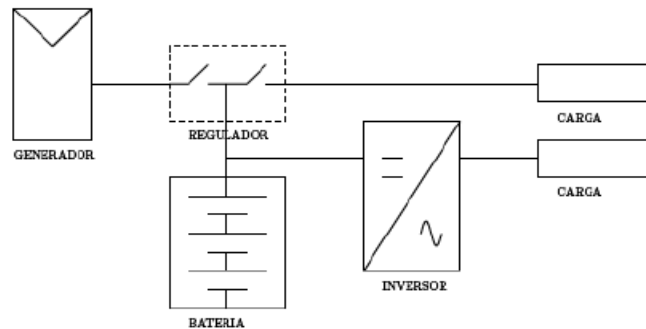 CARGA
REGULADOR
GENERADOR
CARGA
INVERSOR
BATERIA